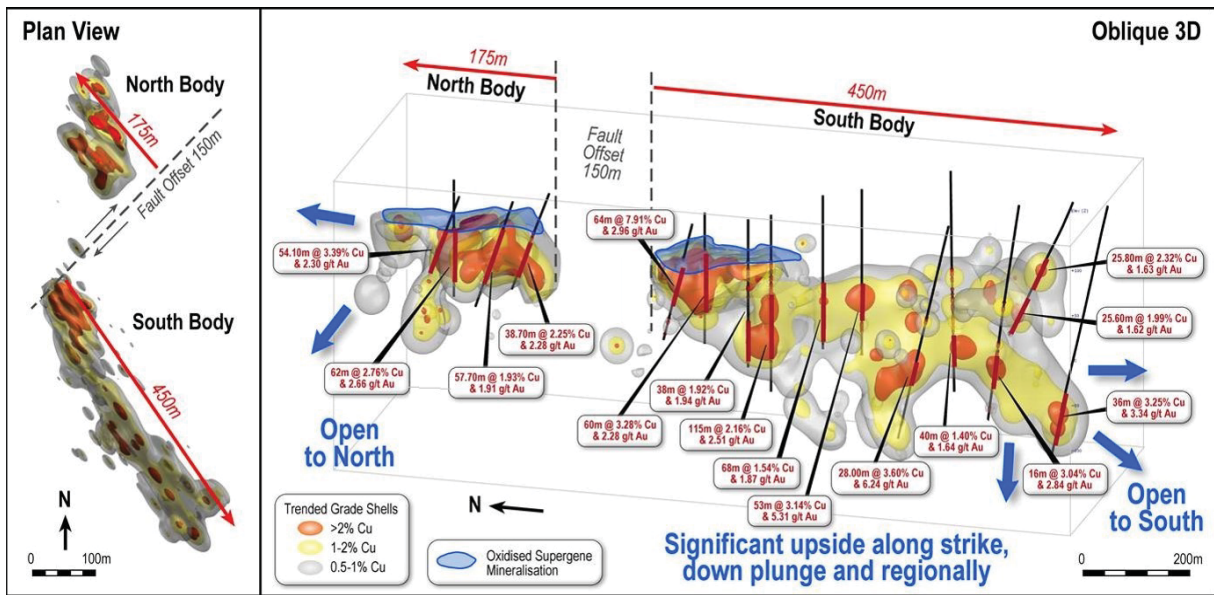 Plan View
North Body
175m
Fault Offset 150m
South Body
450m
N
0 100m
Oblique 3D
175m
North Body
450m
South Body
Fault
Offset
150m
64m @ 7.91% Cu
& 2.96 g/t Au
54.10m @ 3.39% Cu
& 2.30 g/t Au
25.80m @ 2.32% Cu
& 1.63 g/t Au
25.60m @ 1.99% Cu
& 1.62 g/t Au
38.70m @ 2.25% Cu
& 2.28 g/t Au
62m @ 2.76% Cu
& 2.66 g/t Au
57.70m @ 1.93% Cu
& 1.91 g/t Au
38m @ 1.92% Cu
& 1.94 g/t Au
60m @ 3.28% Cu
& 2.28 g/t Au
115m @ 2.16% Cu
& 2.51 g/t Au
36m @ 3.25% Cu
& 3.34 g/t Au
40m @ 1.40% Cu
& 1.64 g/t Au
68m @ 1.54% Cu
& 1.87 g/t Au
28.00m @ 3.60% Cu
& 6.24 g/t Au
16m @ 3.04% Cu
& 2.84 g/t Au
53m @ 3.14% Cu
& 5.31 g/t Au
Open
to North
Open
to South
N
Trended Grade Shells
>2% Cu
1-2% Cu
0.5-1% Cu
Oxidised Supergene
Mineralisation
Significant upside along strike,
down plunge and regionally
0 200m